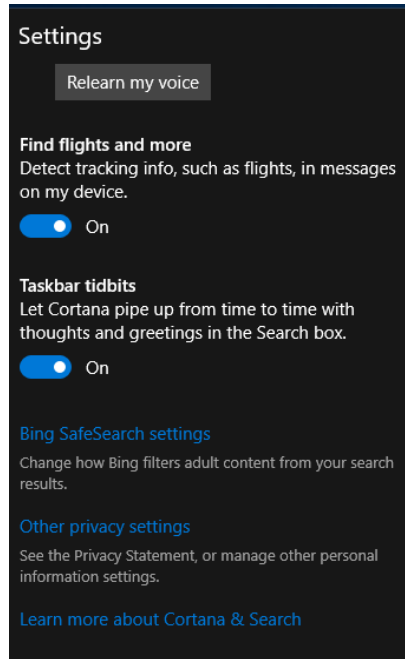 Settings
Relearn my voice
Find flights and more
Detect tracking info, such as flights, in messages
on my device.
On
Taskbar tidbits
Let Cortana pipe up from time to time with
thoughts and greetings in the Search box.
On
Bing SafeSearch settings
Change how Bing filters adult content from your search
results.
Other privacy settings
See the Privacy Statement, or manage other personal
information settings.
Learn more about Cortana & Search